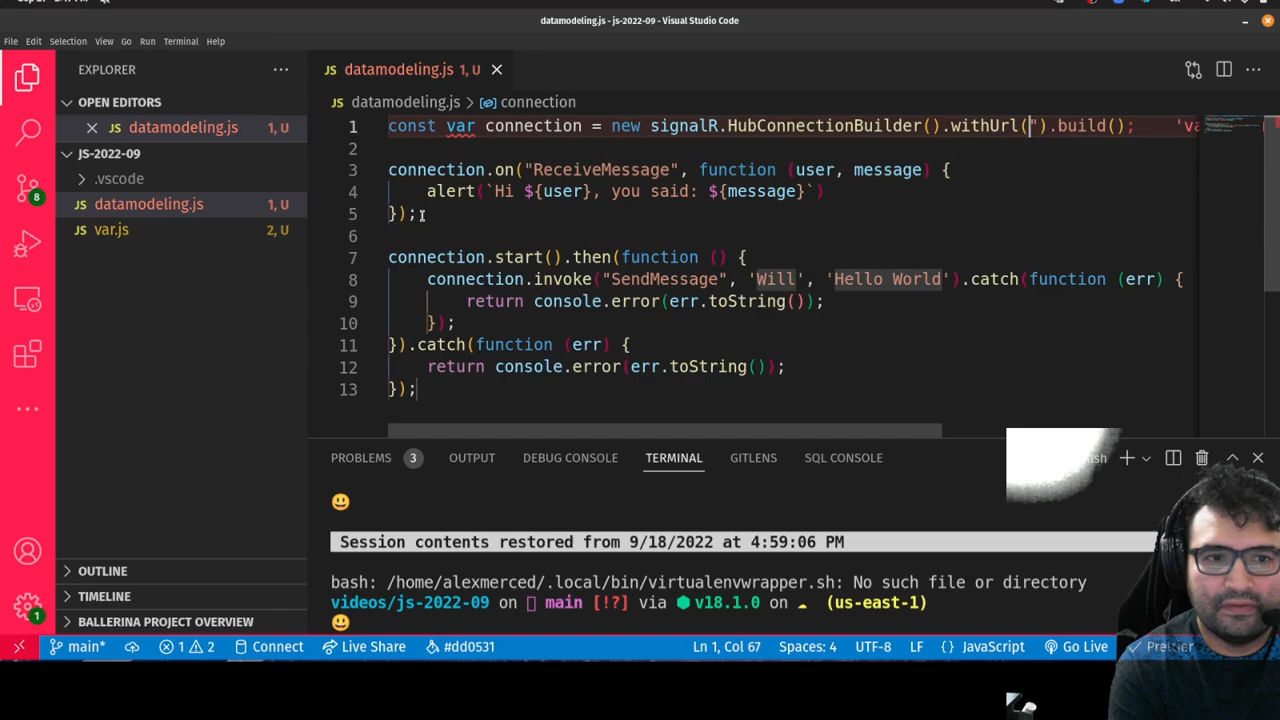 datamodeling.js - js-2022-09 - Visual Studio Code
File Edit Selection View Go Run Terminal Help
EXPLORER
OPEN EDITORS
datamodeling.js 1, U
JS-2022-09
.vscode
datamodeling.js 1, U
var.js 2, U
OUTLINE
TIMELINE
BALLERINA PROJECT OVERVIEW
8
1
JS datamodeling.js 1, U
JS datamodeling.js > connection
1 const var connection = new signalR.HubConnectionBuilder().withUrl(").build(); 'va
2
3 connection.on("ReceiveMessage", function (user, message) {
4 alert(`Hi ${user}, you said: ${message}`)
5 });
6
7 connection.start().then(function () {
8 connection.invoke("SendMessage", 'Will', 'Hello World').catch(function (err) {
9 return console.error(err.toString());
10 });
11 }).catch(function (err) {
12 return console.error(err.toString());
13 });
PROBLEMS 3 OUTPUT DEBUG CONSOLE TERMINAL GITLENS SQL CONSOLE
Session contents restored from 9/18/2022 at 4:59:06 PM
bash: /home/alexmerced/.local/bin/virtualenvwrapper.sh: No such file or directory
videos/js-2022-09 on main [!?] via v18.1.0 on (us-east-1)
main* 1 2 Connect Live Share #dd0531 Ln 1, Col 67 Spaces: 4 UTF-8 LF {} JavaScript Go Live Prettier